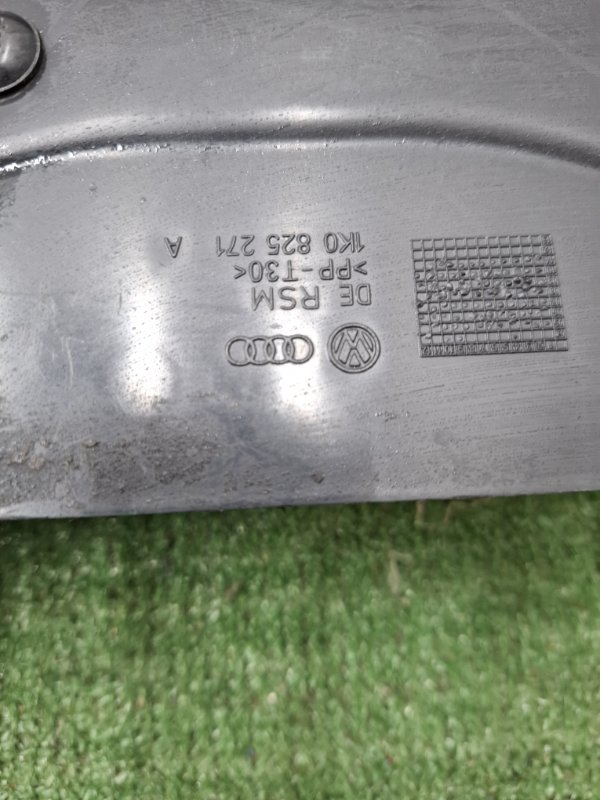 DE RSM
>PP-T30<
1K0 825 271 A